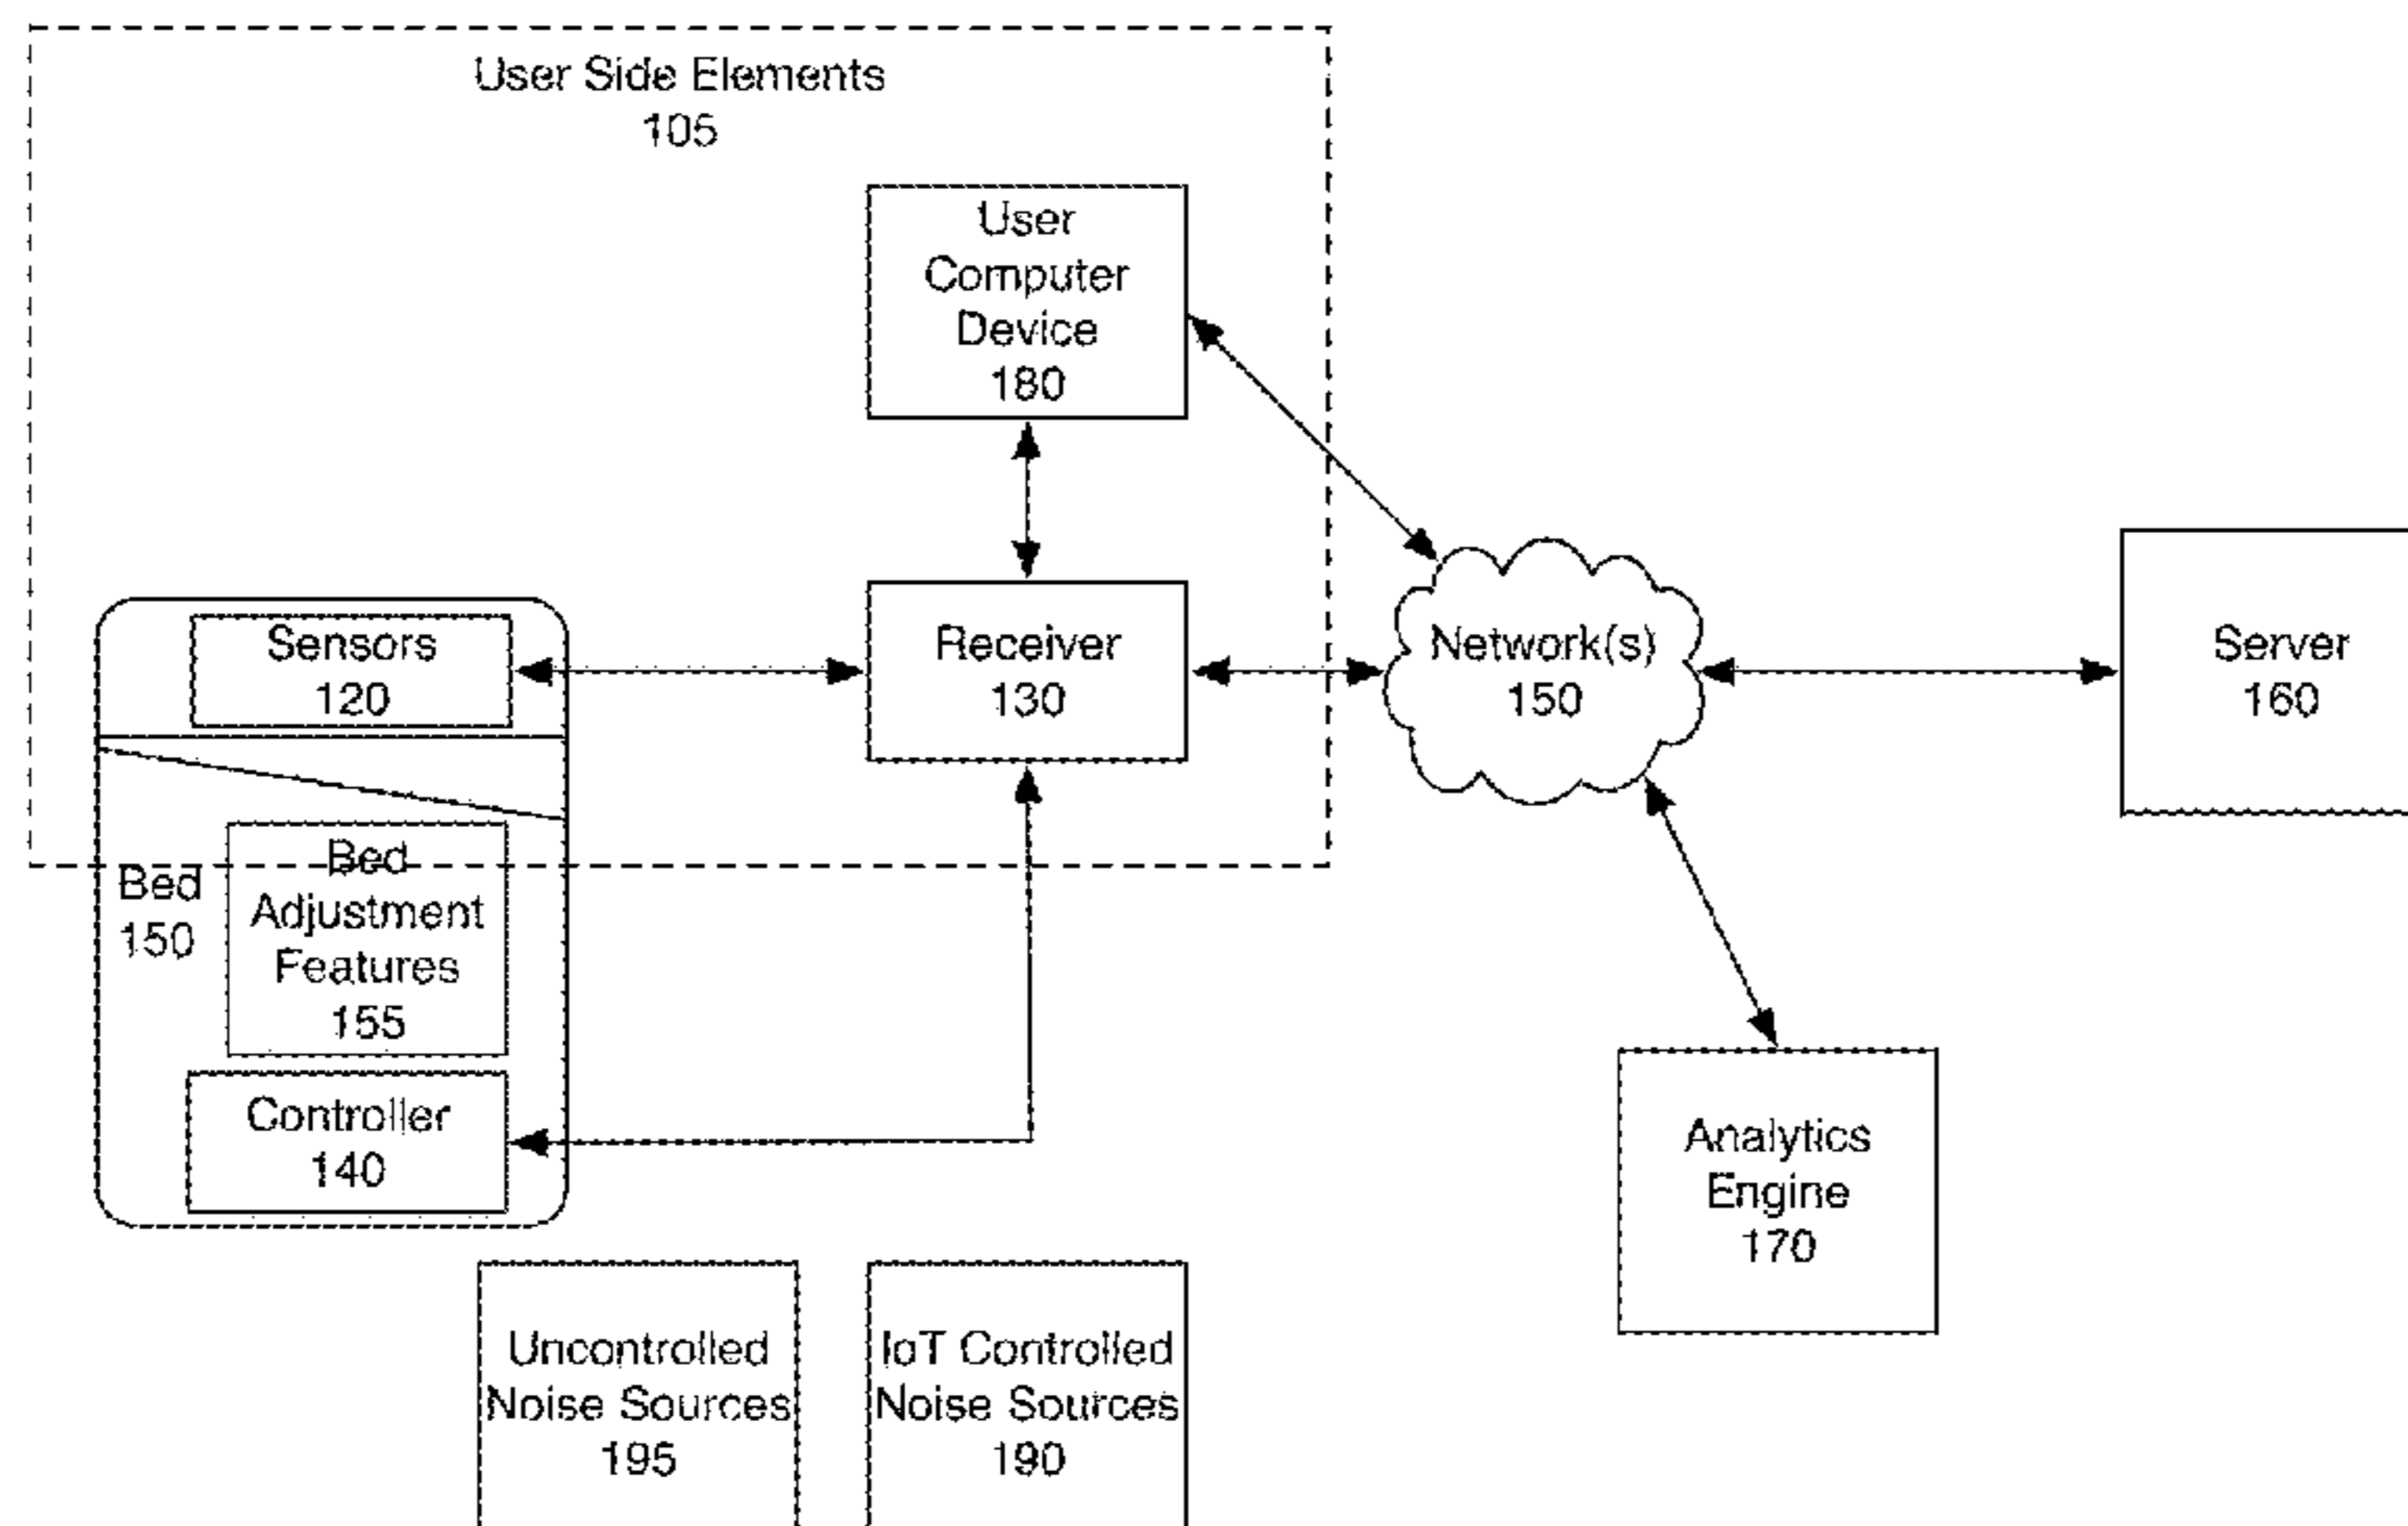 User Side Elements
105
User
Computer
Device
180
Sensors
120
Receiver
130
Network(s)
150
Server
160
Bed
150
Bed
Adjustment
Features
155
Controller
140
Analytics
Engine
170
Uncontrolled
Noise Sources
195
IoT Controlled
Noise Sources
190